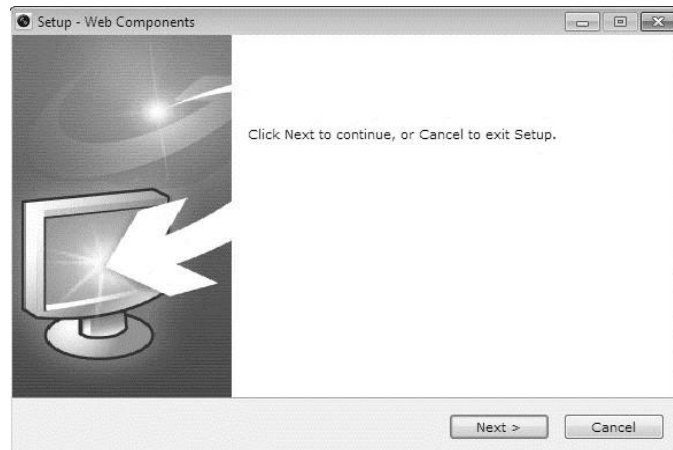 Setup - Web Components
Click Next to continue, or Cancel to exit Setup.
Next >
Cancel